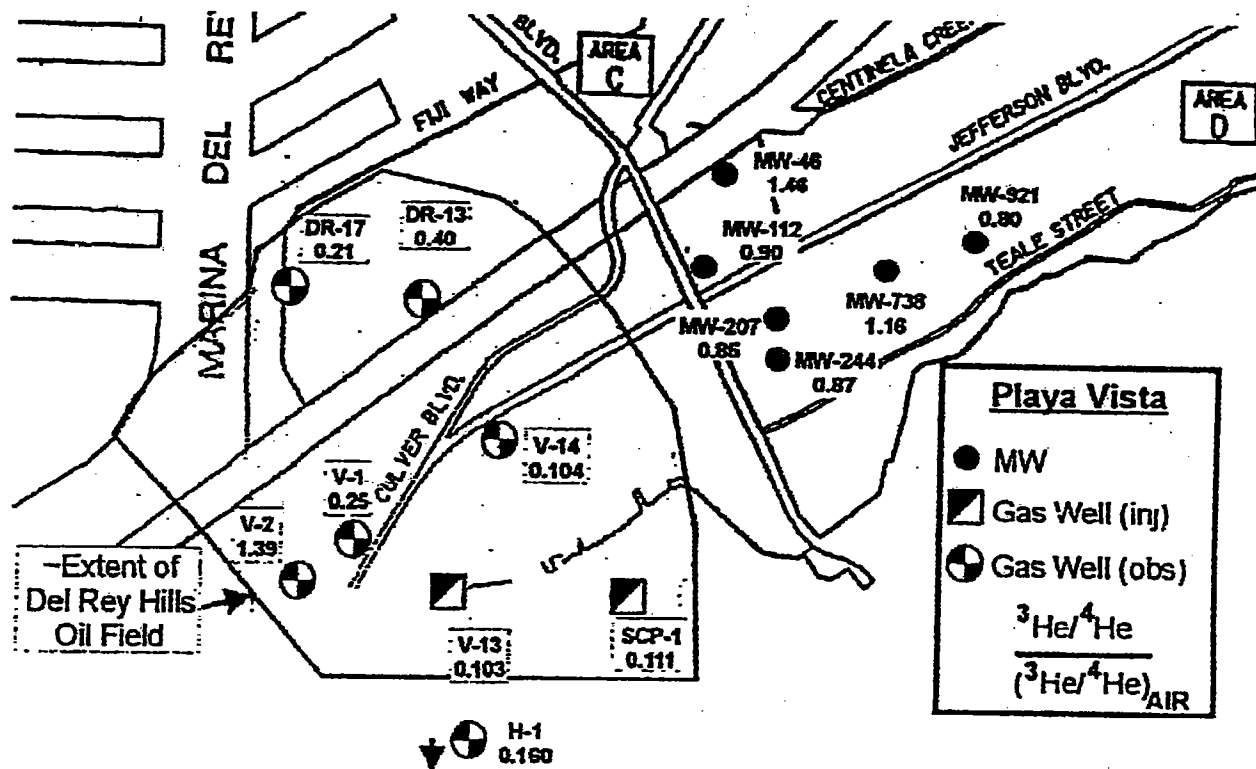 MARINA DEL RE
BLVD.
AREA
C
CENTINELA CREE
JEFFERSON BLVD.
AREA
D
FIJI WAY
MW-46
1.46
MW-921
0.80
DR-17
0.21
DR-13
0.40
MW-112
0.90
TEALE STREET
MW-738
1.16
MW-207
0.85
MW-244
0.87
CULVER BLVD.
V-14
0.104
V-1
0.25
V-2
1.39
~Extent of
Del Rey Hills
Oil Field
V-13
0.103
SCP-1
0.111
H-1
0.160
Playa Vista
MW
Gas Well (inj)
Gas Well (obs)
³He/⁴He
(³He/⁴He)AIR